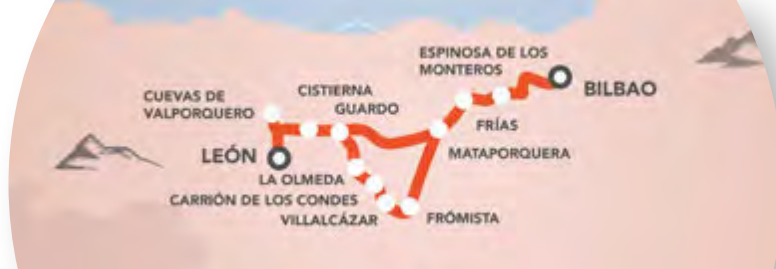 ESPINOSA DE LOS
MONTEROS
BILBAO
CISTIERNA
CUEVAS DE
VALPORQUERO
GUARDO
FRÍAS
LEÓN
MATAPORQUERA
LA OLMEDA
CARRIÓN DE LOS CONDES
VILLALCÁZAR
FRÓMISTA